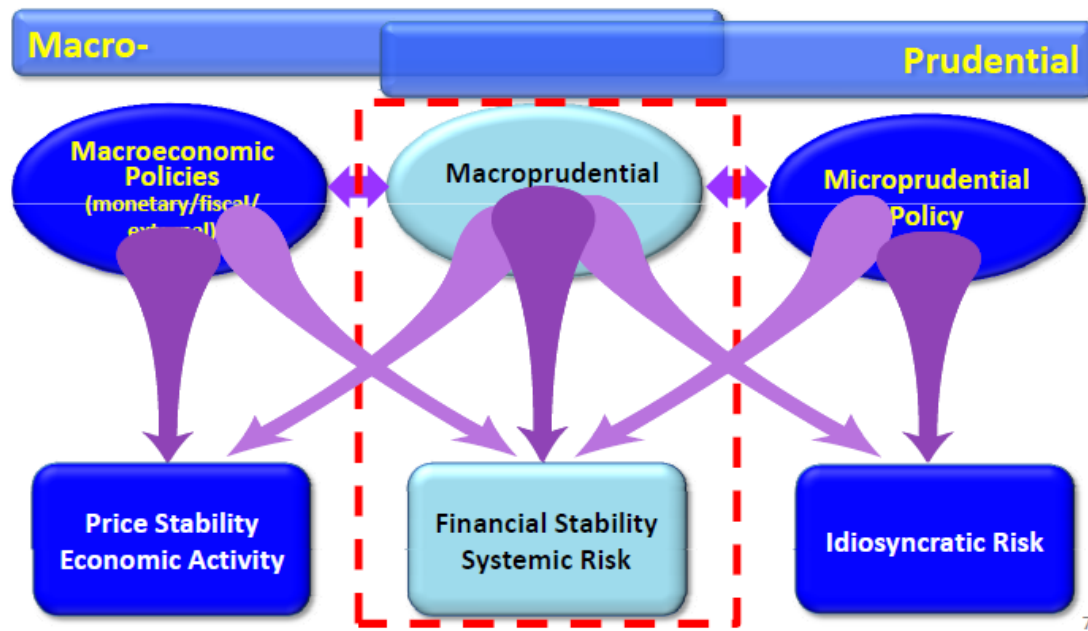 Macro-
Prudential
Macroeconomic
Policies
(monetary/fiscal/
external)
Macroprudential
Microprudential
Policy
Price Stability
Economic Activity
Financial Stability
Systemic Risk
Idiosyncratic Risk